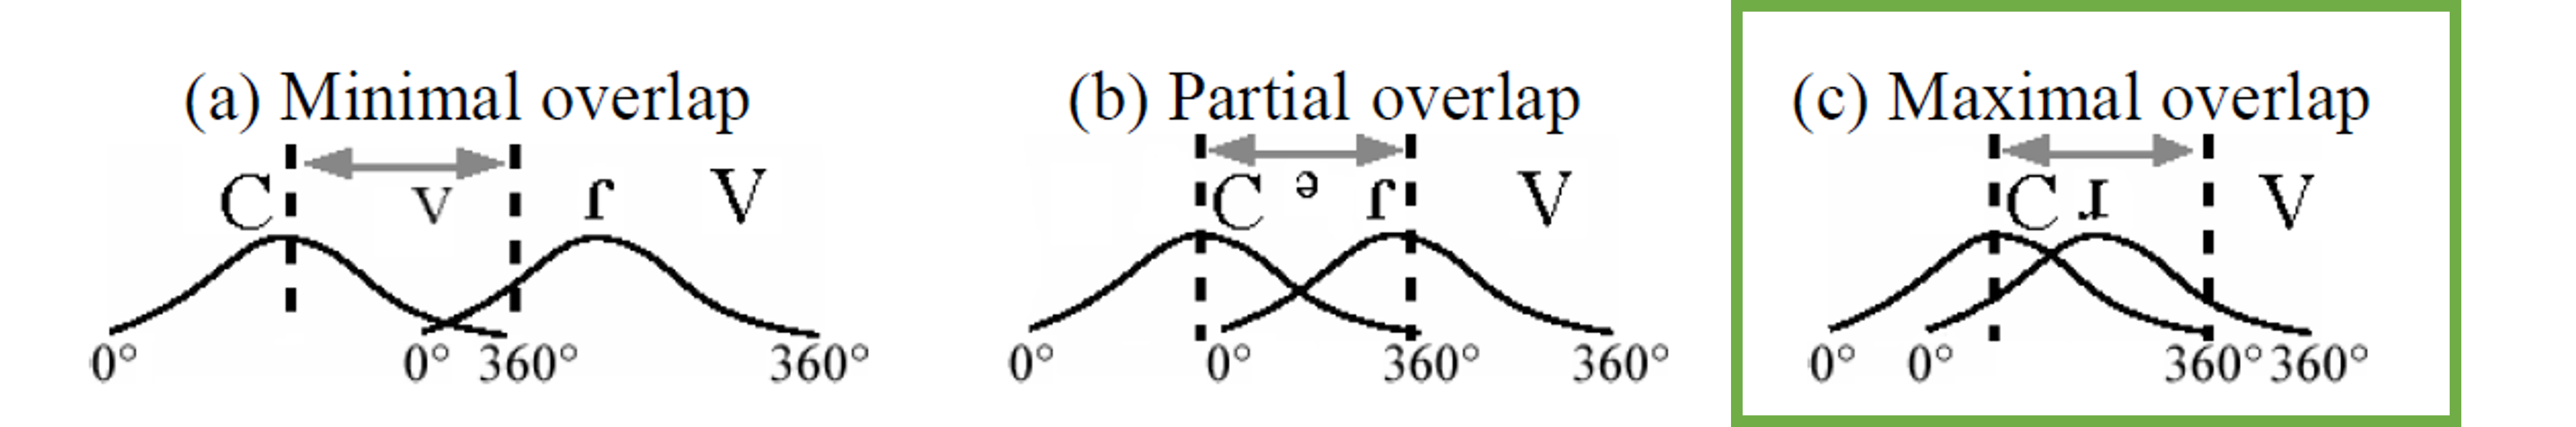 (a) Minimal overlap
C v ɾ V
0° 0° 360° 360°
(b) Partial overlap
C ə ɾ V
0° 0° 360° 360°
(c) Maximal overlap
C V
0° 0° 360° 360°